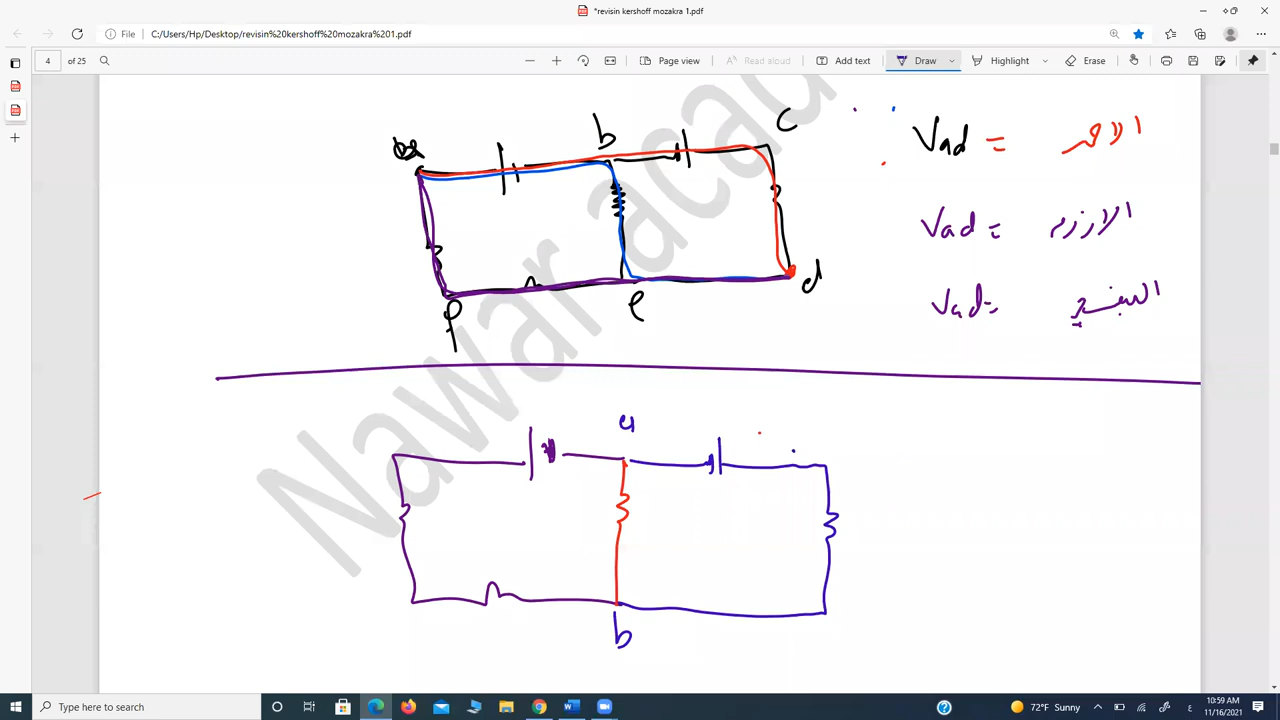 *revisin kershoff mozakra 1.pdf
File C:/Users/Hp/Desktop/revisin%20kershoff%20mozakra%201.pdf
4 of 25 Page view Read aloud Add text Draw Highlight Erase
Nawar acad
b
c
Vad = الاحمر
Vad = الازرق
d
e
Vad =
a
b
Type here to search
72°F Sunny
10:59 AM
11/16/2021